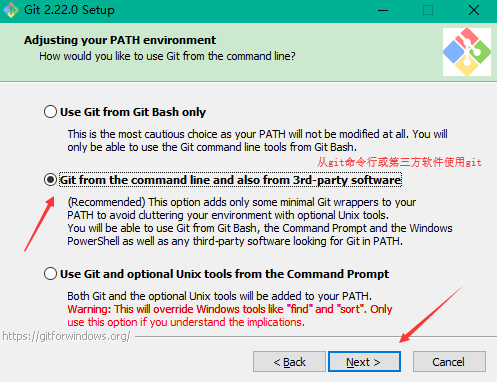 Git 2.22.0 Setup
Adjusting your PATH environment
How would you like to use Git from the command line?
Use Git from Git Bash only
This is the most cautious choice as your PATH will not be modified at all. You will
only be able to use the Git command line tools from Git Bash.
从git命令行或第三方软件使用git
Git from the command line and also from 3rd-party software
(Recommended) This option adds only some minimal Git wrappers to your
PATH to avoid cluttering your environment with optional Unix tools.
You will be able to use Git from Git Bash, the Command Prompt and the Windows
PowerShell as well as any third-party software looking for Git in PATH.
Use Git and optional Unix tools from the Command Prompt
Both Git and the optional Unix tools will be added to your PATH.
Warning: This will override Windows tools like "find" and "sort". Only
use this option if you understand the implications.
https://gitforwindows.org/
< Back
Next >
Cancel